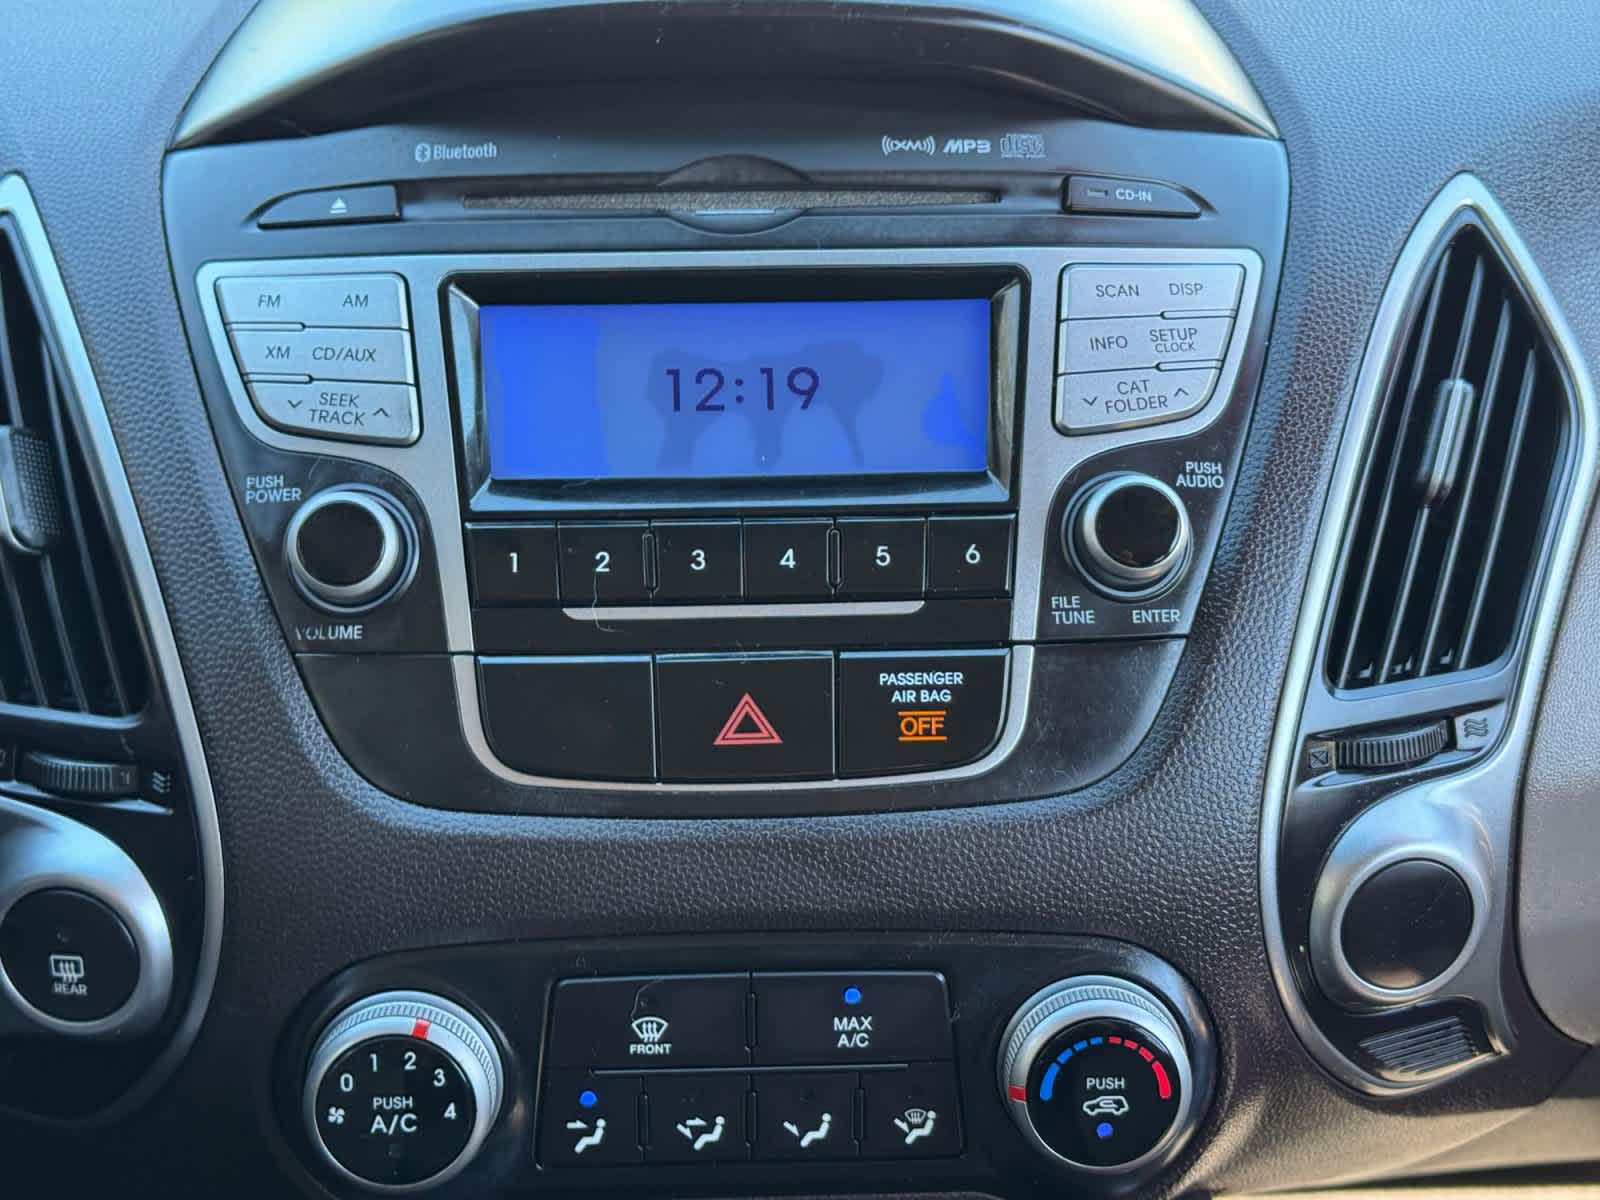 Bluetooth
XM MP3 disc
CD-IN
FM AM
XM CD/AUX
SEEK
TRACK
12:19
SCAN DISP
INFO SETUP
CLOCK
CAT
FOLDER
PUSH
POWER
VOLUME
1 2 3 4 5 6
PUSH
AUDIO
FILE
TUNE
ENTER
PASSENGER
AIR BAG
OFF
REAR
0 1 2 3 4
PUSH
A/C
FRONT
MAX
A/C
PUSH